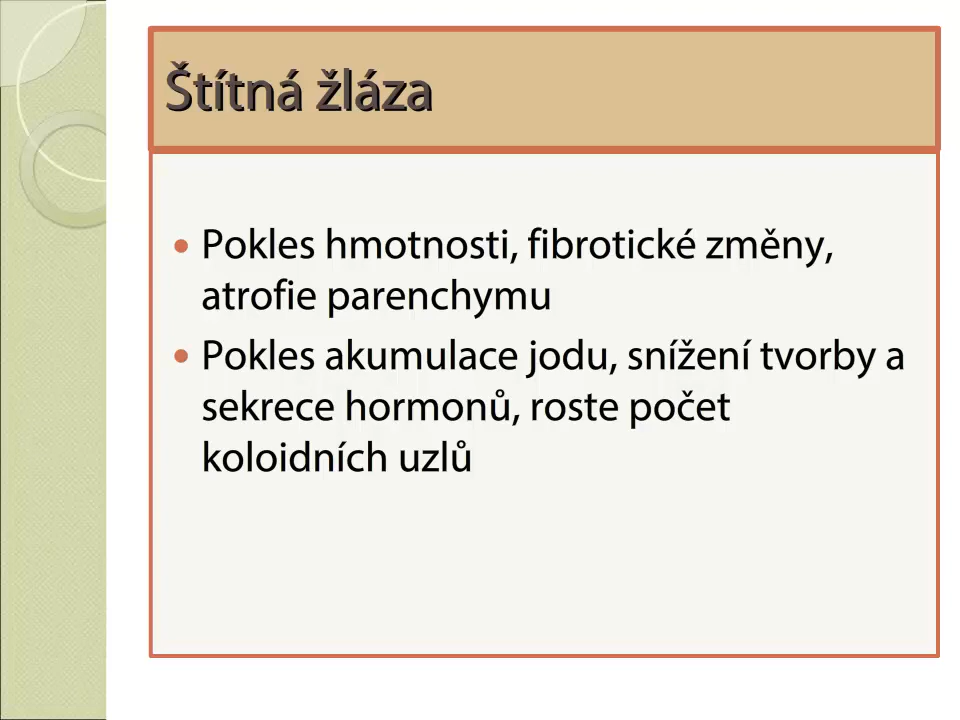 Štítná žláza
• Pokles hmotnosti, fibrotické změny,
atrofie parenchymu
• Pokles akumulace jodu, snížení tvorby a
sekrece hormonů, roste počet
koloidních uzlů